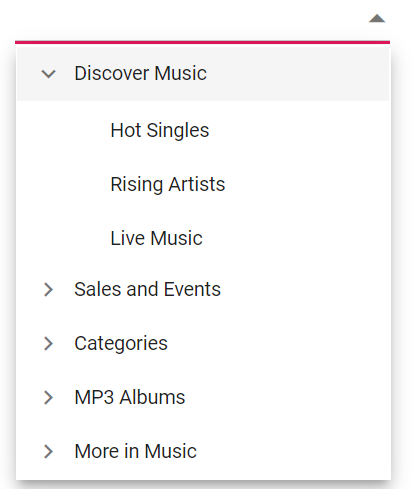 Discover Music
Hot Singles
Rising Artists
Live Music
Sales and Events
Categories
MP3 Albums
More in Music